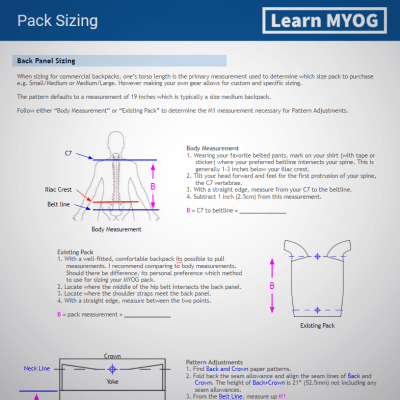 Pack Sizing
Learn MYOG
Back Panel Sizing
When sizing for commercial backpacks, one's torso length is the primary measurement used to determine which size pack to purchase
e.g. Small/Medium or Medium/Large. However making your own gear allows for custom and specific sizing.
The pattern defaults to a measurement of 19 inches which is typically a size medium backpack.
Follow either "Body Measurement" or "Existing Pack" to determine the M1 measurement necessary for Pattern Adjustments.
C7
Iliac Crest
Belt line
B
Body Measurement
Body Measurement
1. Wearing your favorite belted pants, mark on your shirt (with tape or
sticker) where your preferred beltline intersects your spine. This is
generally 1-3 inches below your iliac crest.
2. Tilt your head forward and feel for the first protrusion of your spine,
the C7 vertebrae.
3. With a straight edge, measure from your C7 to the beltline.
4. Subtract 1 inch (2.5cm) from this measurement.
B = C7 to beltline = _______________
Existing Pack
1. With a well-fitted, comfortable backpack its possible to pull
measurements. I recommend comparing to body measurements.
Should there be difference, its personal preference which method
to use for sizing your MYOG pack.
2. Locate where the middle of the hip belt intersects the back panel.
3. Locate where the shoulder straps meet the back panel.
4. With a straight edge, measure between the two points.
B = pack measurement = _______________
B
Existing Pack
Crown
Neck Line
Yoke
Pattern Adjustments
1. Find Back and Crown paper patterns.
2. Fold back the seam allowance and align the seam lines of Back and
Crown. The height of Back+Crown is 21" (52.5mm) not including any
seam allowances.
3. From the Belt Line, measure up M1